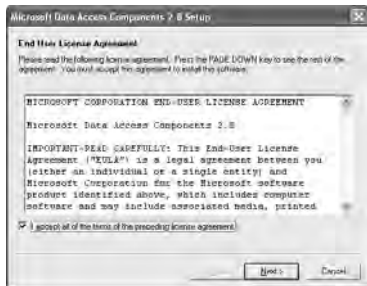 Microsoft Data Access Components 2.8 Setup
End User License Agreement
Please read the following license agreement. Press the PAGE DOWN key to see the rest of the
agreement. You must accept this agreement to install this software.
MICROSOFT CORPORATION END-USER LICENSE AGREEMENT
Microsoft Data Access Components 2.8
IMPORTANT-READ CAREFULLY: This End-User License
Agreement ("EULA") is a legal agreement between you
(either an individual or a single entity) and
Microsoft Corporation for the Microsoft software
product identified above, which includes computer
software and may include associated media, printed
I accept all of the terms of the preceding license agreement
Next >
Cancel